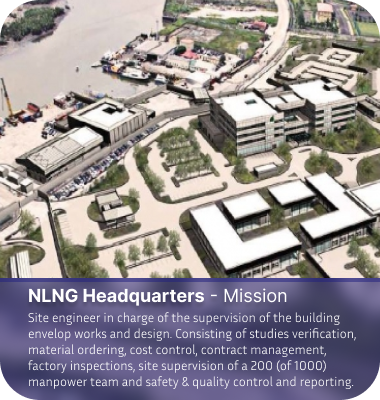 NLNG Headquarters - Mission
Site engineer in charge of the supervision of the building
envelop works and design. Consisting of studies verification,
material ordering, cost control, contract management,
factory inspections, site supervision of a 200 (of 1000)
manpower team and safety & quality control and reporting.